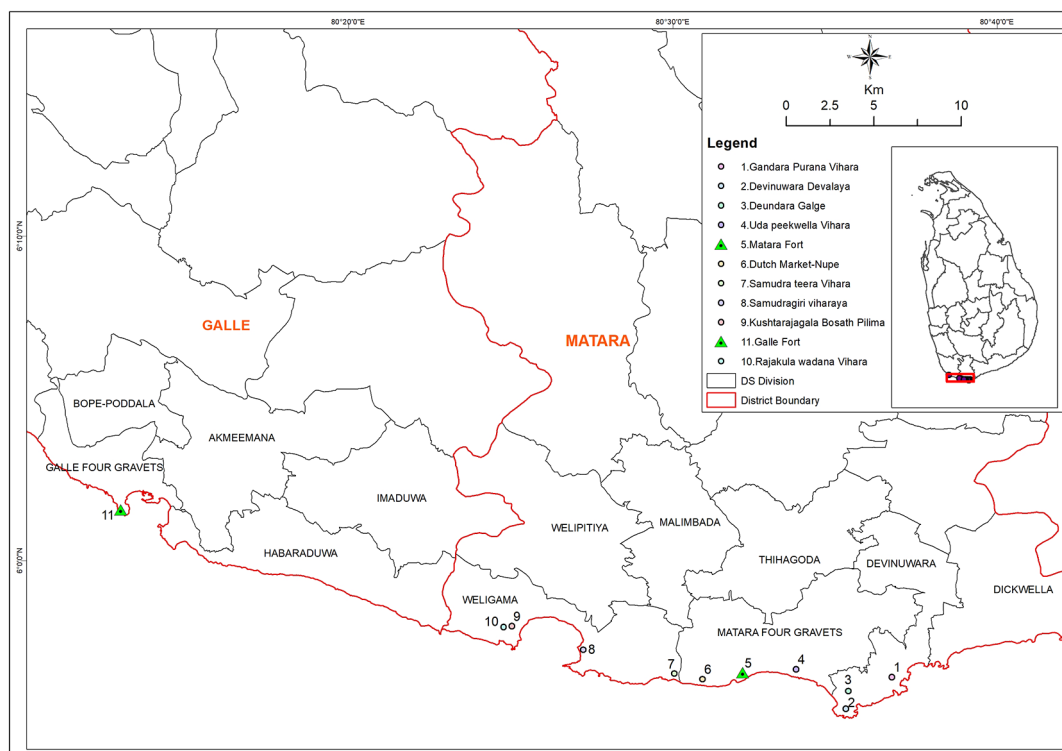 80°20'0"E
80°30'0"E
80°40'0"E
6°10'0"N
6°0'0"N
Km
0 2.5 5 10
Legend
1.Gandara Purana Vihara
2.Devinuwara Devalaya
3.Deundara Galge
4.Uda peekwella Vihara
5.Matara Fort
6.Dutch Market-Nupe
7.Samudra teera Vihara
8.Samudragiri viharaya
9.Kushtarajagala Bosath Pilima
11.Galle Fort
10.Rajakula wadana Vihara
DS Division
District Boundary
GALLE
MATARA
BOPE-PODDALA
AKMEEMANA
GALLE FOUR GRAVETS
IMADUWA
HABARADUWA
WELIPITIYA
MALIMBADA
THIHAGODA
DEVINUWARA
DICKWELLA
WELIGAMA
MATARA FOUR GRAVETS
11
10
9
8
7
6
5
4
3
2
1